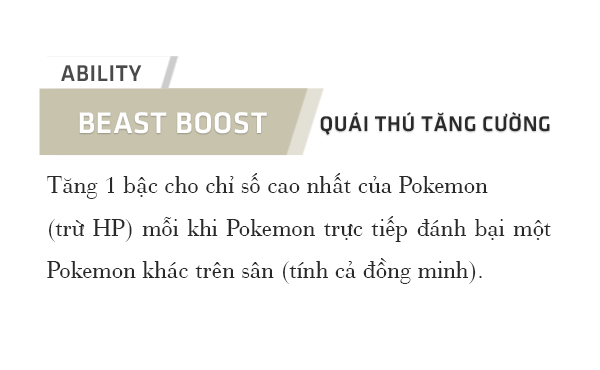 ABILITY
BEAST BOOST QUÁI THÚ TĂNG CƯỜNG
Tăng 1 bậc cho chỉ số cao nhất của Pokemon
(trừ HP) mỗi khi Pokemon trực tiếp đánh bại một
Pokemon khác trên sân (tính cả đồng minh).